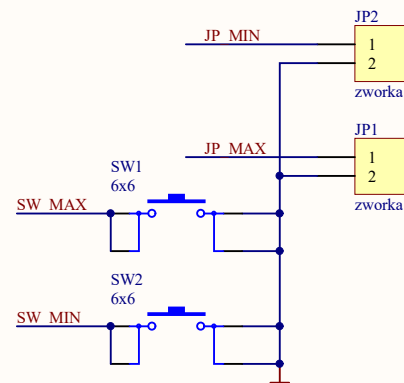 JP2
JP_MIN
1
2
zworka
JP1
JP_MAX
1
2
zworka
SW1
6x6
SW_MAX
SW2
6x6
SW_MIN